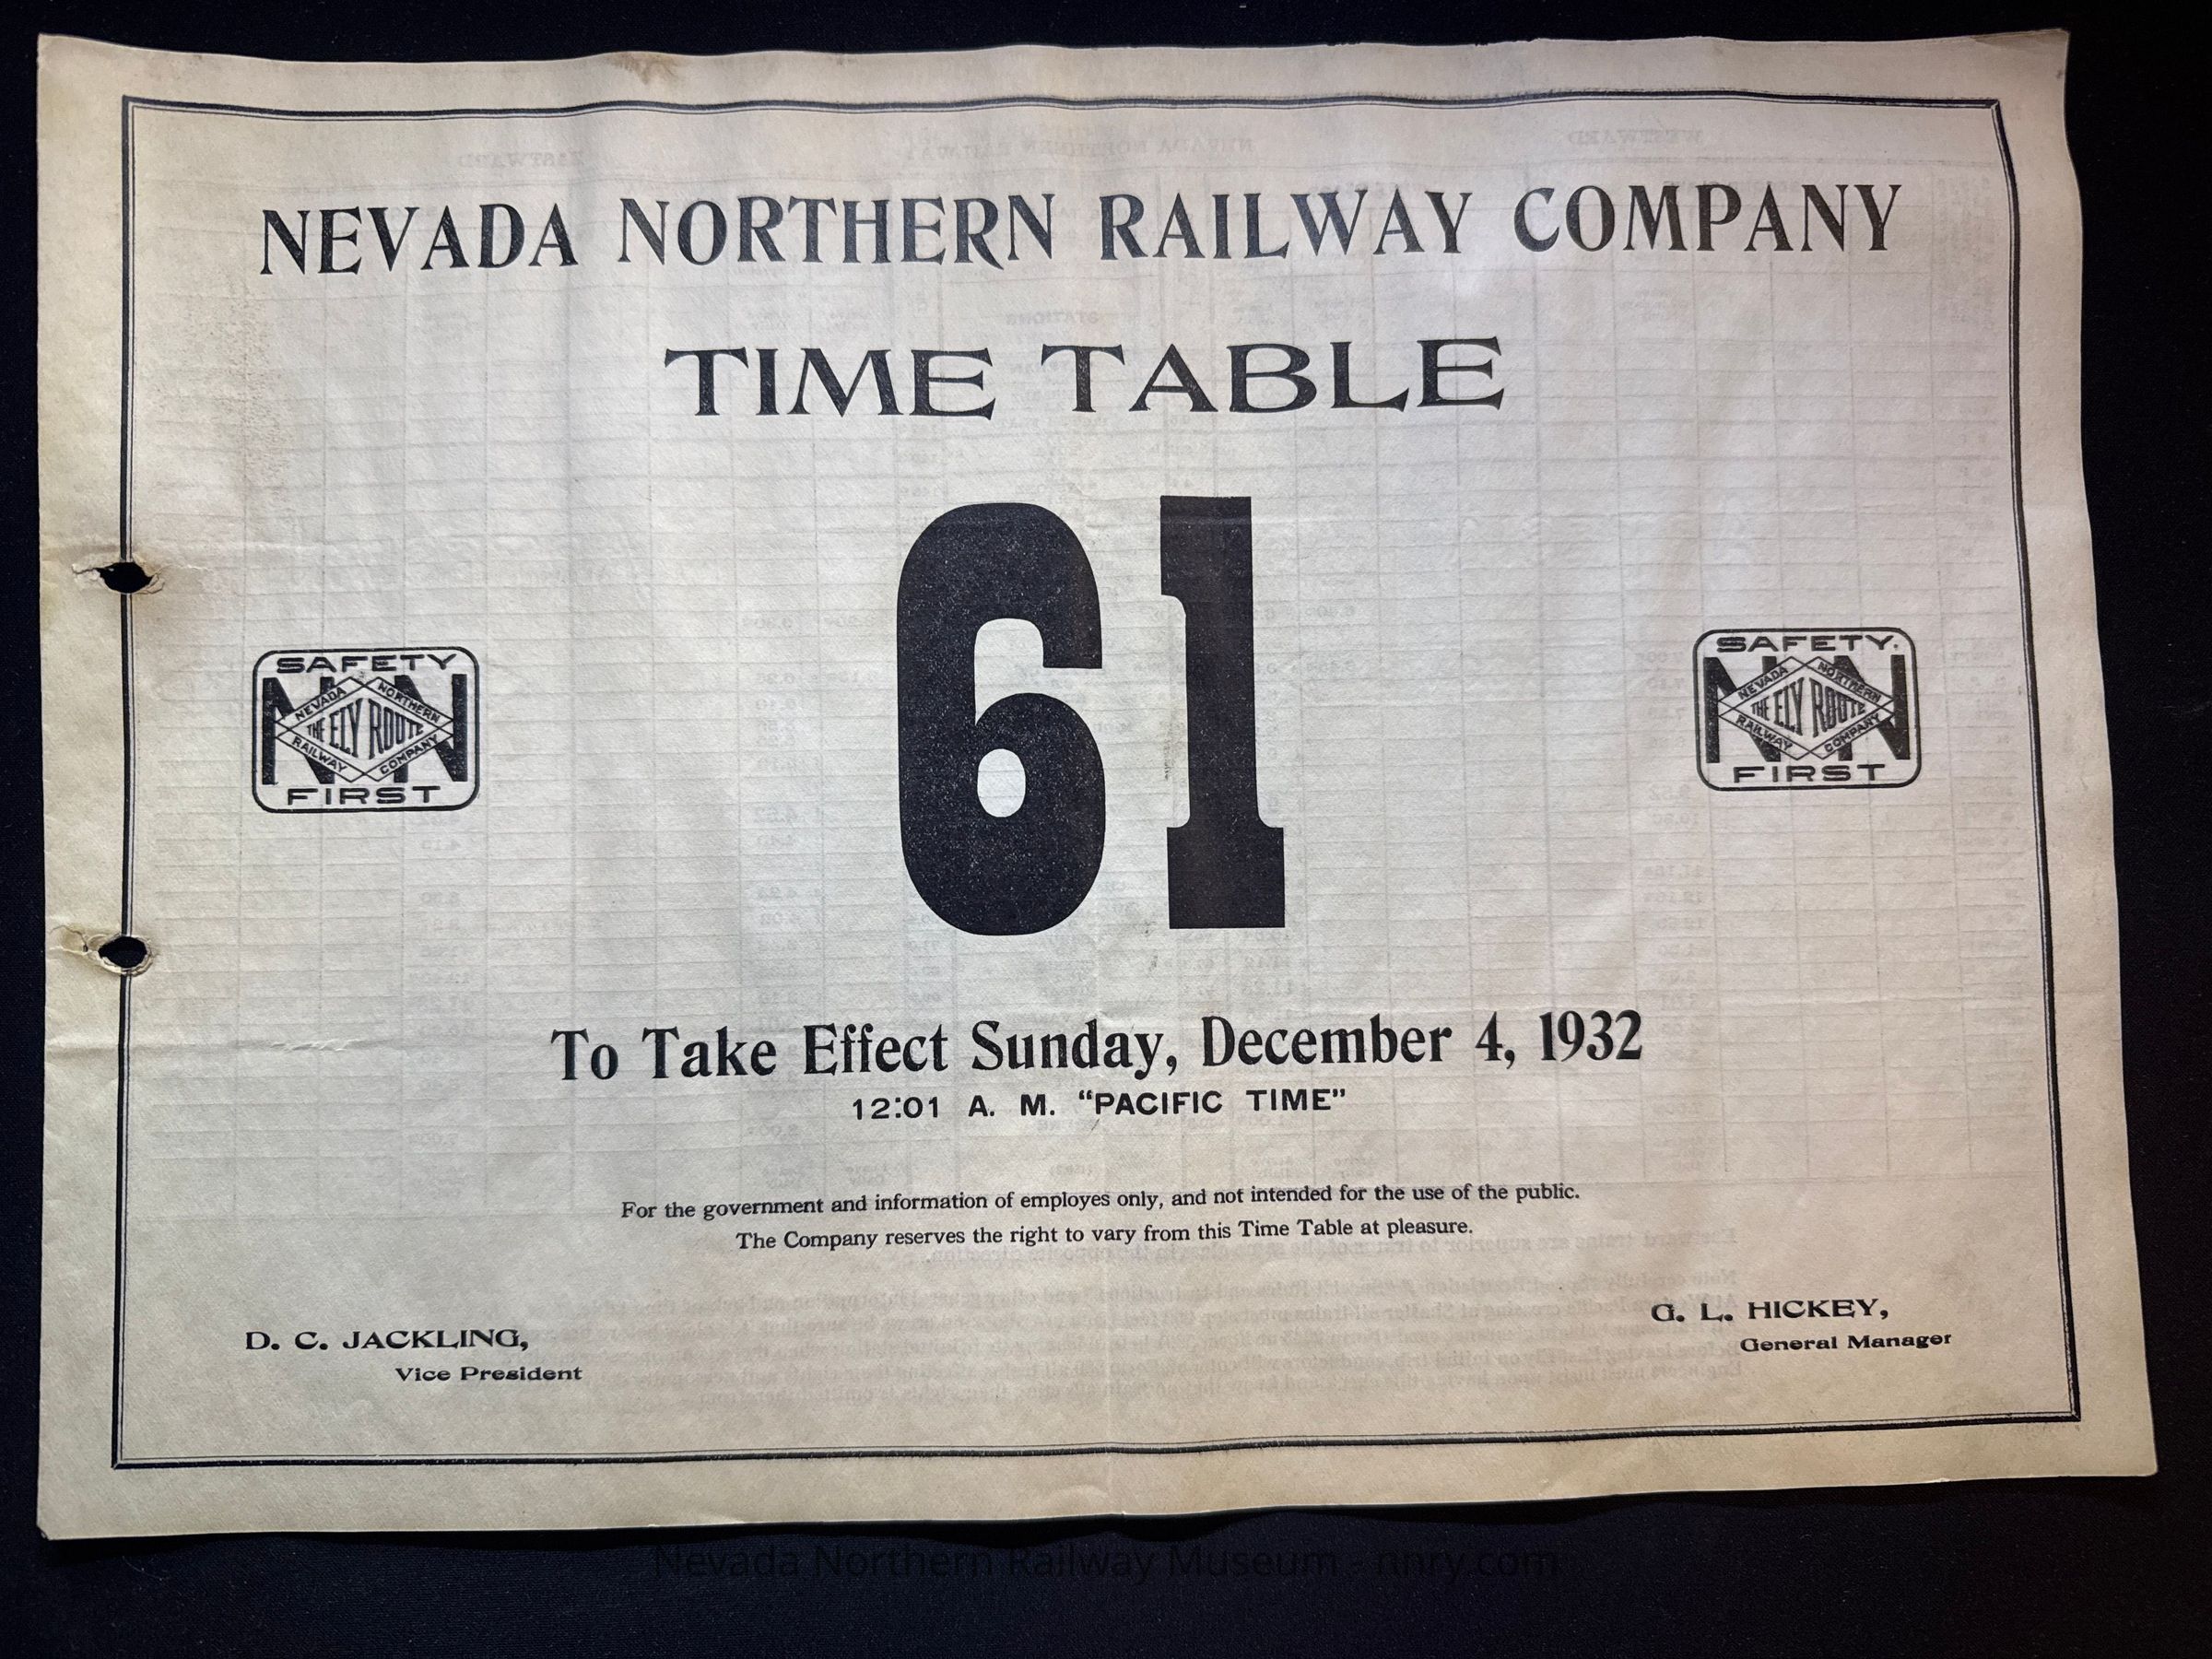 NEVADA NORTHERN RAILWAY COMPANY
TIME TABLE
61
SAFETY
NN
NEVADA NORTHERN
THE ELY ROUTE
RAILWAY COMPANY
FIRST
SAFETY.
NN
NEVADA NORTHERN
THE ELY ROUTE
RAILWAY COMPANY
FIRST
To Take Effect Sunday, December 4, 1932
12:01 A. M. “PACIFIC TIME”
For the government and information of employes only, and not intended for the use of the public.
The Company reserves the right to vary from this Time Table at pleasure.
D. C. JACKLING,
Vice President
G. L. HICKEY,
General Manager
Nevada Northern Railway Museum - nnry.com